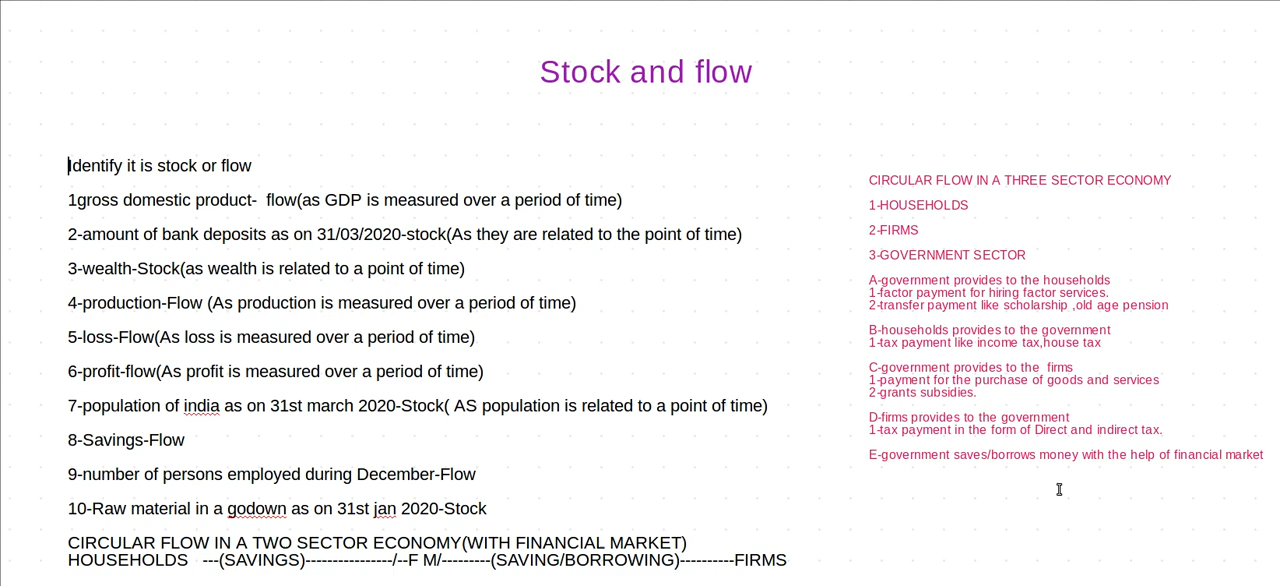 Stock and flow
Identify it is stock or flow
1gross domestic product-  flow(as GDP is measured over a period of time)
2-amount of bank deposits as on 31/03/2020-stock(As they are related to the point of time)
3-wealth-Stock(as wealth is related to a point of time)
4-production-Flow (As production is measured over a period of time)
5-loss-Flow(As loss is measured over a period of time)
6-profit-flow(As profit is measured over a period of time)
7-population of india as on 31st march 2020-Stock( AS population is related to a point of time)
8-Savings-Flow
9-number of persons employed during December-Flow
10-Raw material in a godown as on 31st jan 2020-Stock
CIRCULAR FLOW IN A TWO SECTOR ECONOMY(WITH FINANCIAL MARKET)
HOUSEHOLDS   ---(SAVINGS)----------------/--F M/---------(SAVING/BORROWING)----------FIRMS
CIRCULAR FLOW IN A THREE SECTOR ECONOMY
1-HOUSEHOLDS
2-FIRMS
3-GOVERNMENT SECTOR
A-government provides to the households
1-factor payment for hiring factor services.
2-transfer payment like scholarship ,old age pension
B-households provides to the government
1-tax payment like income tax,house tax
C-government provides to the  firms
1-payment for the purchase of goods and services
2-grants subsidies.
D-firms provides to the government
1-tax payment in the form of Direct and indirect tax.
E-government saves/borrows money with the help of financial market